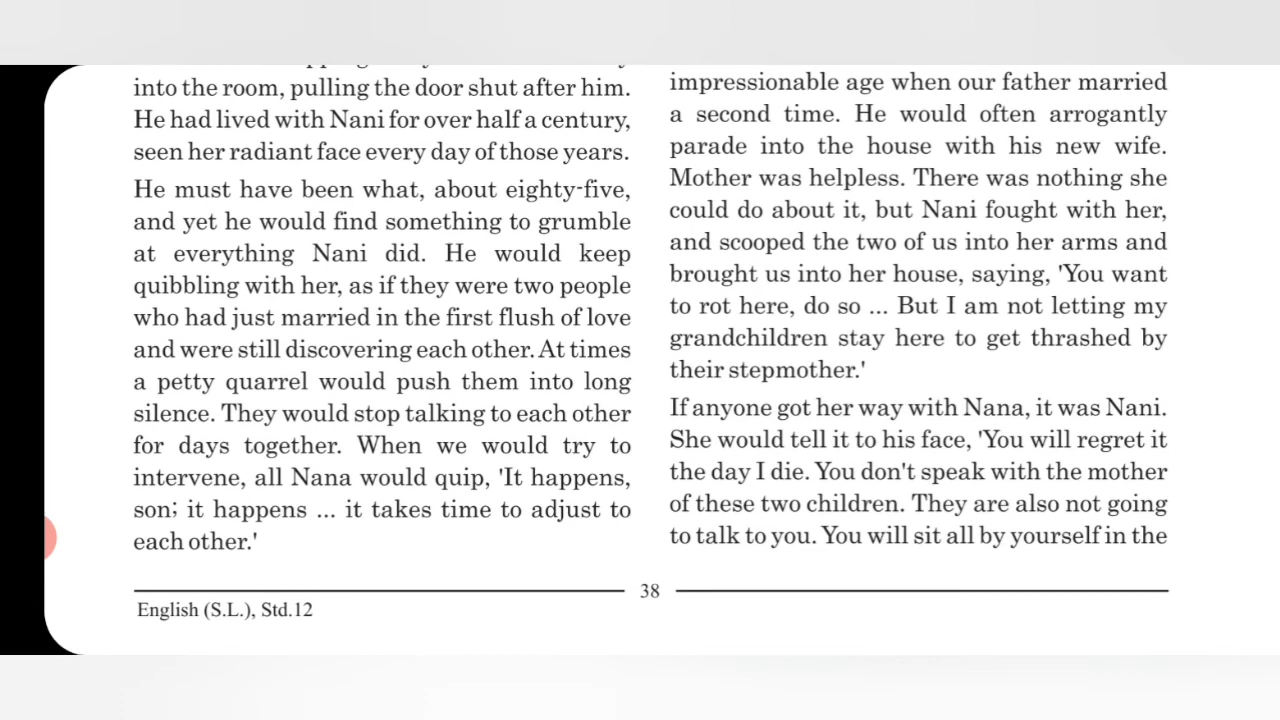 into the room, pulling the door shut after him.
He had lived with Nani for over half a century,
seen her radiant face every day of those years.
He must have been what, about eighty-five,
and yet he would find something to grumble
at everything Nani did. He would keep
quibbling with her, as if they were two people
who had just married in the first flush of love
and were still discovering each other. At times
a petty quarrel would push them into long
silence. They would stop talking to each other
for days together. When we would try to
intervene, all Nana would quip, 'It happens,
son; it happens ... it takes time to adjust to
each other.'
impressionable age when our father married
a second time. He would often arrogantly
parade into the house with his new wife.
Mother was helpless. There was nothing she
could do about it, but Nani fought with her,
and scooped the two of us into her arms and
brought us into her house, saying, 'You want
to rot here, do so ... But I am not letting my
grandchildren stay here to get thrashed by
their stepmother.'
If anyone got her way with Nana, it was Nani.
She would tell it to his face, 'You will regret it
the day I die. You don't speak with the mother
of these two children. They are also not going
to talk to you. You will sit all by yourself in the
38
English (S.L.), Std.12